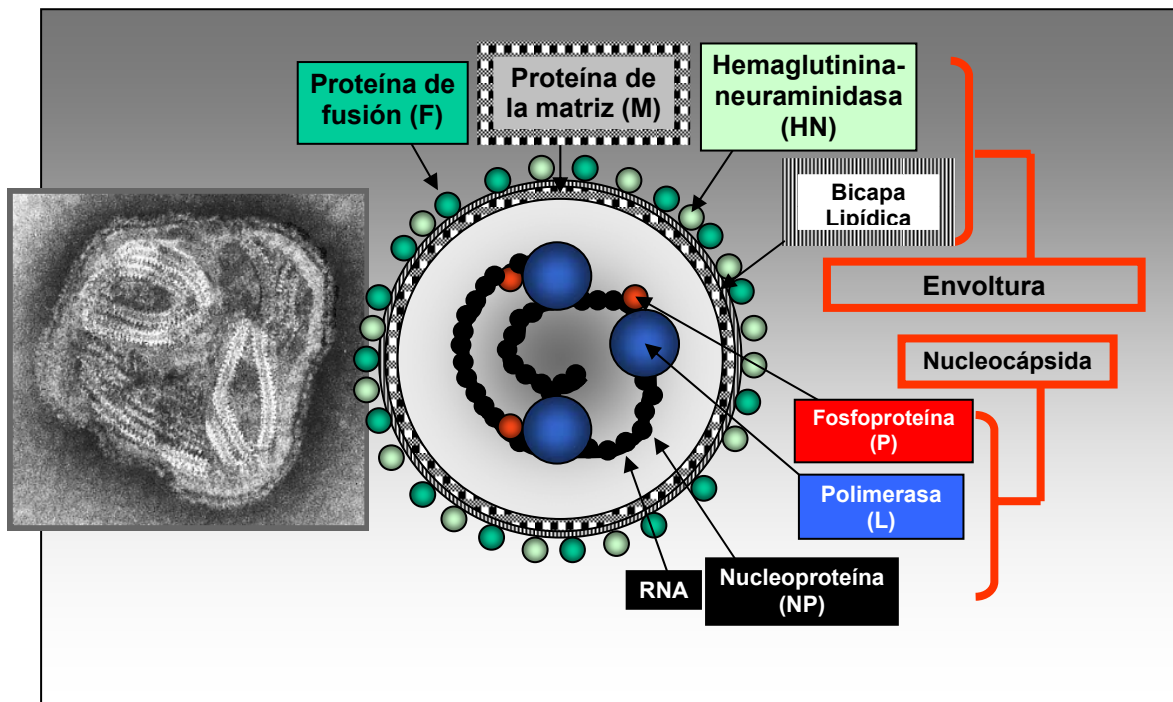 Proteína de
fusión (F)
Proteína de
la matriz (M)
Hemaglutinina-
neuraminidasa
(HN)
Bicapa
Lipídica
Envoltura
Nucleocápsida
Fosfoproteína
(P)
Polimerasa
(L)
RNA
Nucleoproteína
(NP)